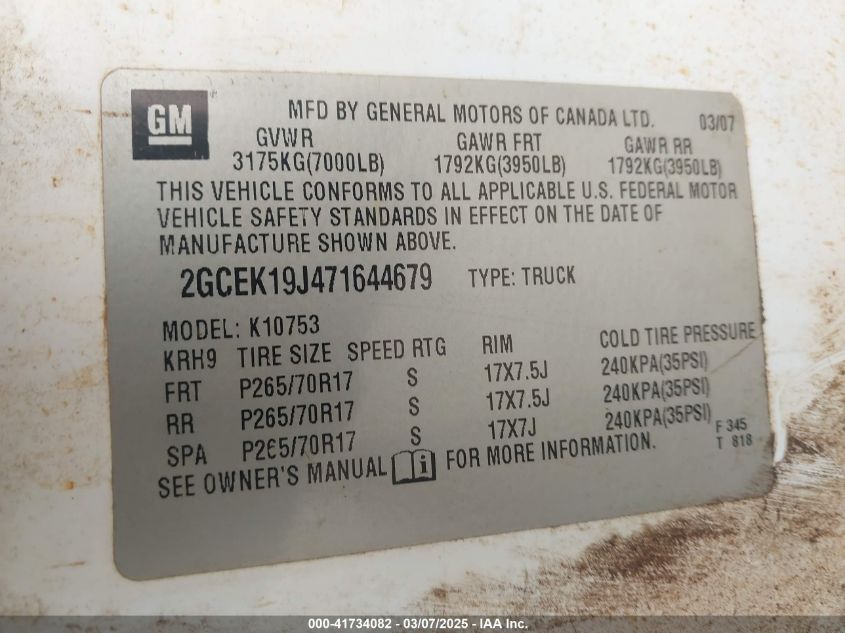 GM
MFD BY GENERAL MOTORS OF CANADA LTD. 03/07
GVWR GAWR FRT GAWR RR
3175KG(7000LB) 1792KG(3950LB) 1792KG(3950LB)
THIS VEHICLE CONFORMS TO ALL APPLICABLE U.S. FEDERAL MOTOR
VEHICLE SAFETY STANDARDS IN EFFECT ON THE DATE OF
MANUFACTURE SHOWN ABOVE.
2GCEK19J471644679 TYPE: TRUCK
MODEL: K10753
KRH9 TIRE SIZE SPEED RTG RIM COLD TIRE PRESSURE
FRT P265/70R17 S 17X7.5J 240KPA(35PSI)
RR P265/70R17 S 17X7.5J 240KPA(35PSI)
SPA P265/70R17 S 17X7J 240KPA(35PSI)
SEE OWNER'S MANUAL FOR MORE INFORMATION.
F 345
T 818
000-41734082 - 03/07/2025 - IAA Inc.